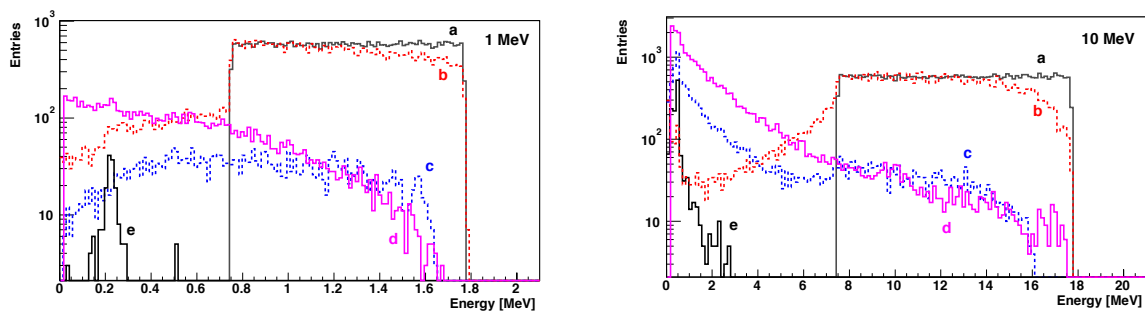 Entries
10³
10²
10
1 MeV
a
b
c
d
e
0 0.2 0.4 0.6 0.8 1 1.2 1.4 1.6 1.8 2
Energy [MeV]
Entries
10³
10²
10
10 MeV
a
b
c
d
e
0 2 4 6 8 10 12 14 16 18 20
Energy [MeV]